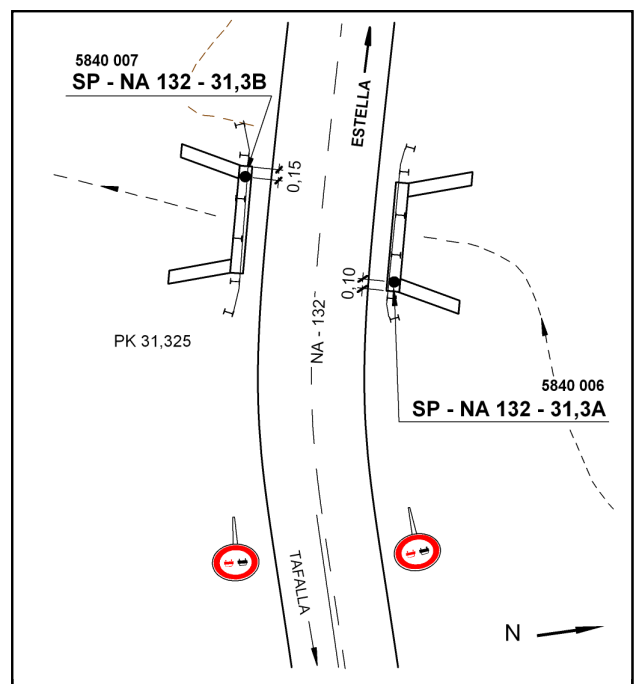 5840 007
SP - NA 132 - 31,3B
ESTELLA
0,15
0,10
NA - 132
PK 31,325
5840 006
SP - NA 132 - 31,3A
TAFALLA
N